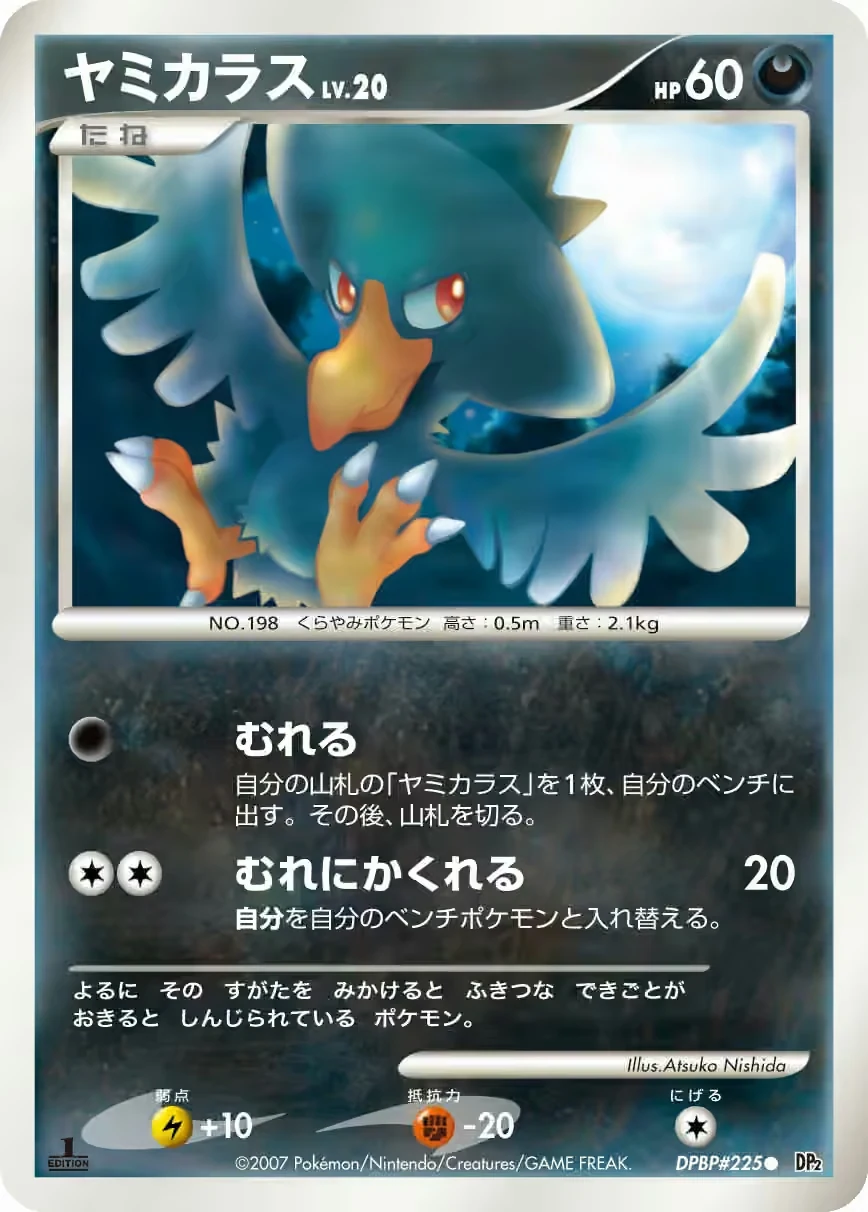 ヤミカラス LV.20 HP 60
たね
NO.198 くらやみポケモン 高さ：0.5m 重さ：2.1kg
むれる
自分の山札の「ヤミカラス」を1枚、自分のベンチに
出す。その後、山札を切る。
むれにかくれる 20
自分を自分のベンチポケモンと入れ替える。
よるに その すがたを みかけると ふきつな できごとが
おきると しんじられている ポケモン。
Illus.Atsuko Nishida
弱点 抵抗力 にげる
+10 -20
1 EDITION
©2007 Pokémon/Nintendo/Creatures/GAME FREAK. DPBP#225 DP2